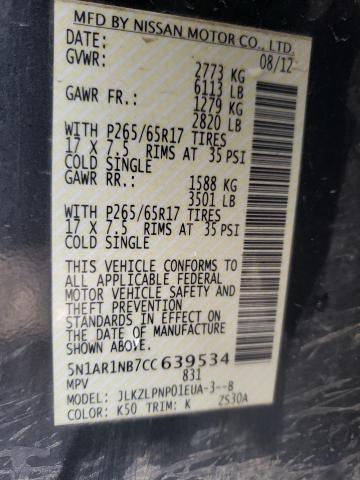 MFD BY NISSAN MOTOR CO., LTD.
DATE: 08/12
GVWR: 2773 KG
6113 LB
GAWR FR.: 1279 KG
2820 LB
WITH P265/65R17 TIRES
17 X 7.5 RIMS AT 35 PSI
COLD SINGLE
GAWR RR.: 1588 KG
3501 LB
WITH P265/65R17 TIRES
17 X 7.5 RIMS AT 35 PSI
COLD SINGLE
THIS VEHICLE CONFORMS TO
ALL APPLICABLE FEDERAL
MOTOR VEHICLE SAFETY AND
THEFT PREVENTION
STANDARDS IN EFFECT ON
THE DATE OF MANUFACTURE
SHOWN ABOVE.
5N1AR1NB7CC639534
MPV 831
MODEL: JLKZLPNP01EUA-3--B
COLOR: K50 TRIM: K ZS30A